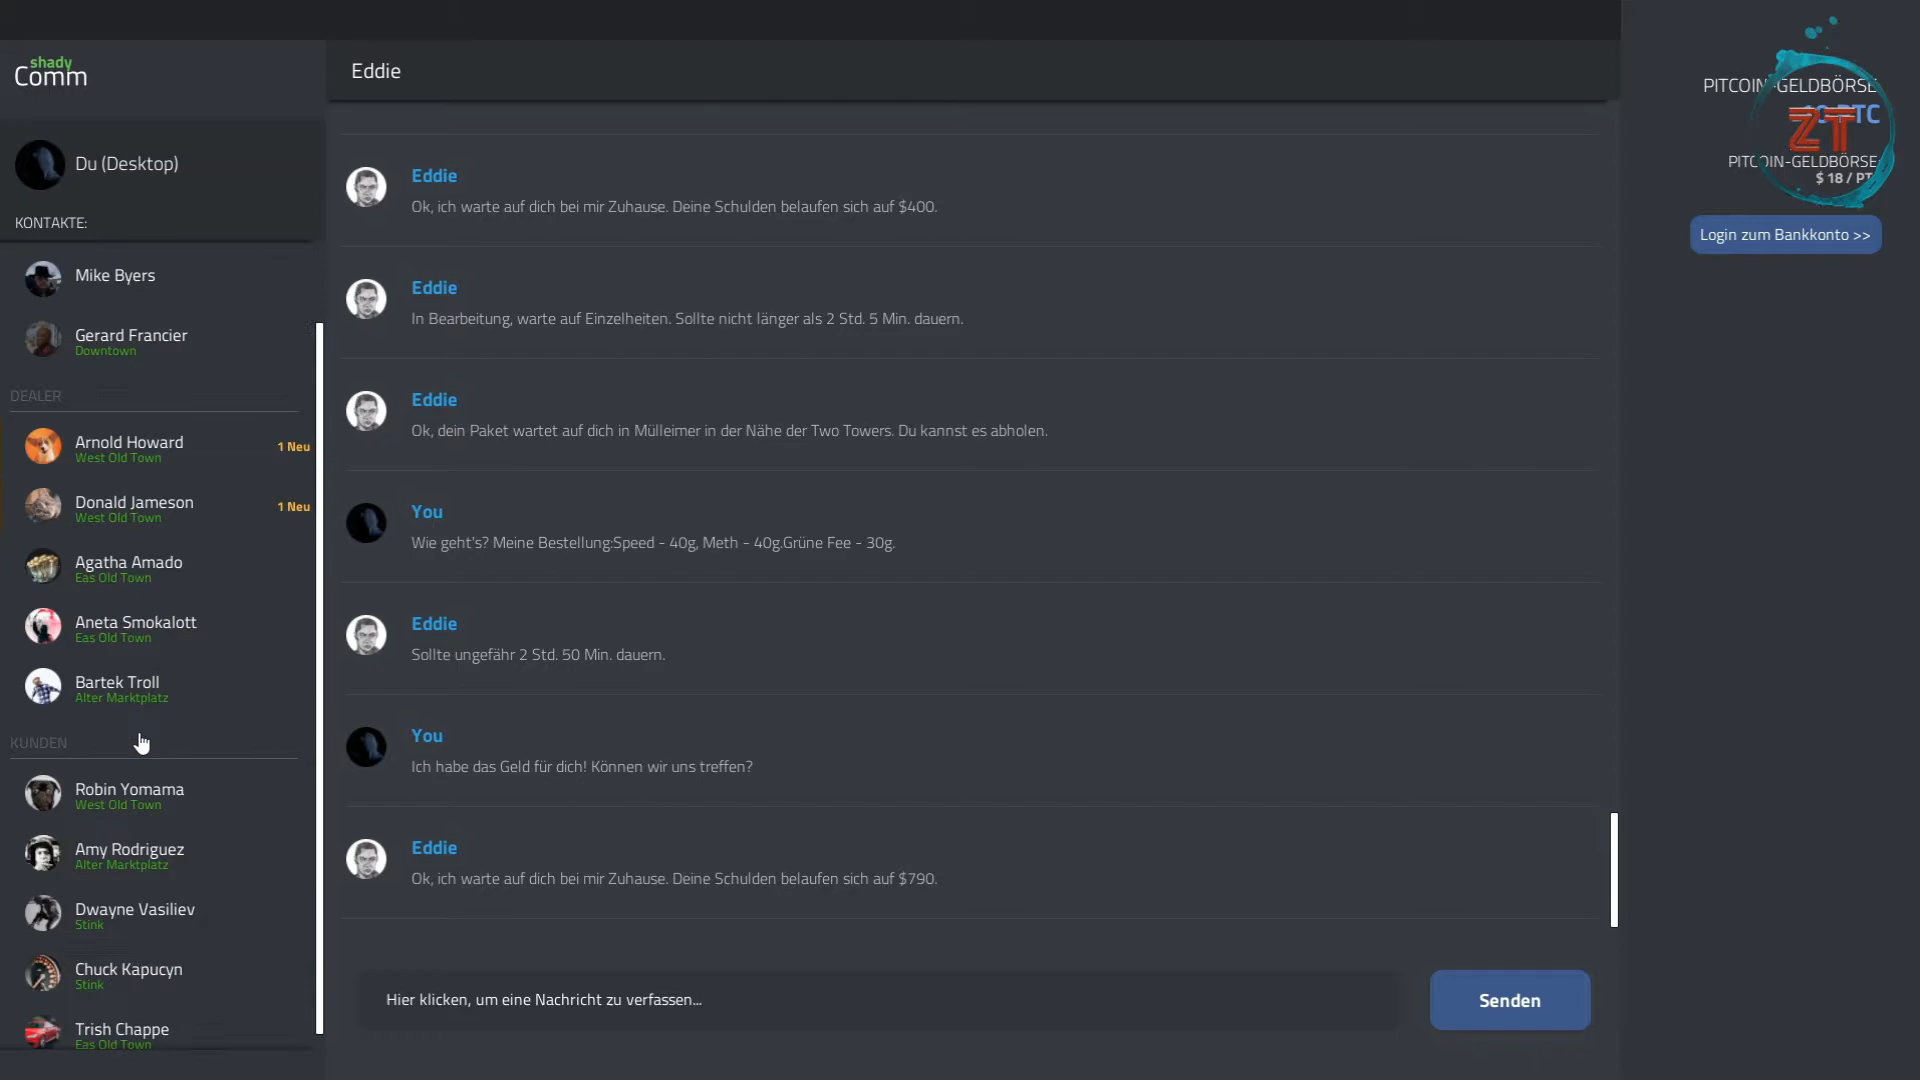 shady
Comm
Du (Desktop)
KONTAKTE:
Mike Byers
Gerard Francier
Downtown
DEALER
Arnold Howard
West Old Town
1 Neu
Donald Jameson
West Old Town
1 Neu
Agatha Amado
Eas Old Town
Aneta Smokalott
Eas Old Town
Bartek Troll
Alter Marktplatz
KUNDEN
Robin Yomama
West Old Town
Amy Rodriguez
Alter Marktplatz
Dwayne Vasiliev
Stink
Chuck Kapucyn
Stink
Trish Chappe
Eas Old Town
Eddie
Eddie
Ok, ich warte auf dich bei mir Zuhause. Deine Schulden belaufen sich auf $400.
Eddie
In Bearbeitung, warte auf Einzelheiten. Sollte nicht länger als 2 Std. 5 Min. dauern.
Eddie
Ok, dein Paket wartet auf dich in Mülleimer in der Nähe der Two Towers. Du kannst es abholen.
You
Wie geht's? Meine Bestellung:Speed - 40g, Meth - 40g.Grüne Fee - 30g.
Eddie
Sollte ungefähr 2 Std. 50 Min. dauern.
You
Ich habe das Geld für dich! Können wir uns treffen?
Eddie
Ok, ich warte auf dich bei mir Zuhause. Deine Schulden belaufen sich auf $790.
Hier klicken, um eine Nachricht zu verfassen...
Senden
PITCOIN-GELDBÖRSE
ZT
PITCOIN-GELDBÖRSE
$ 18 / PT
Login zum Bankkonto >>